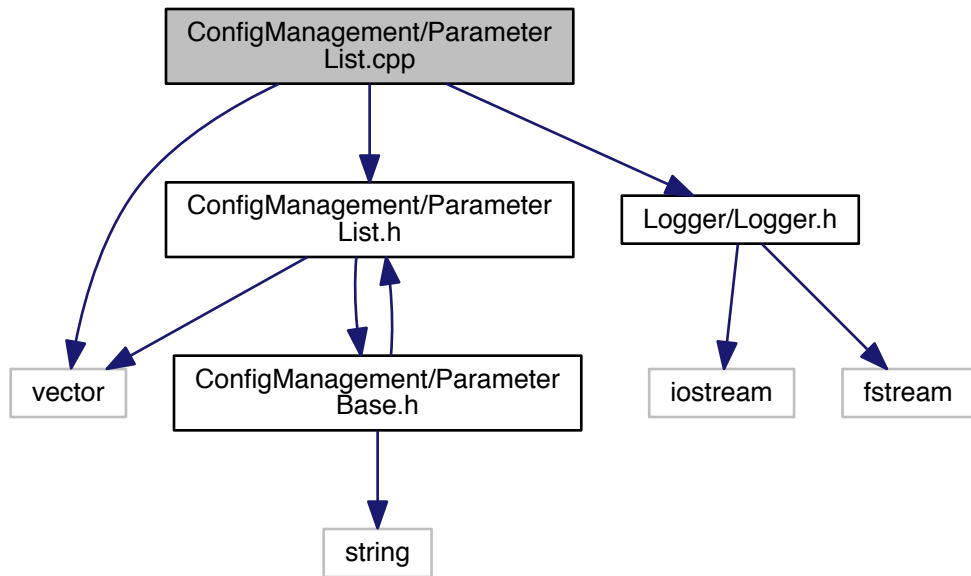 ConfigManagement/Parameter
List.cpp
ConfigManagement/Parameter
List.h
Logger/Logger.h
vector
ConfigManagement/Parameter
Base.h
iostream
fstream
string